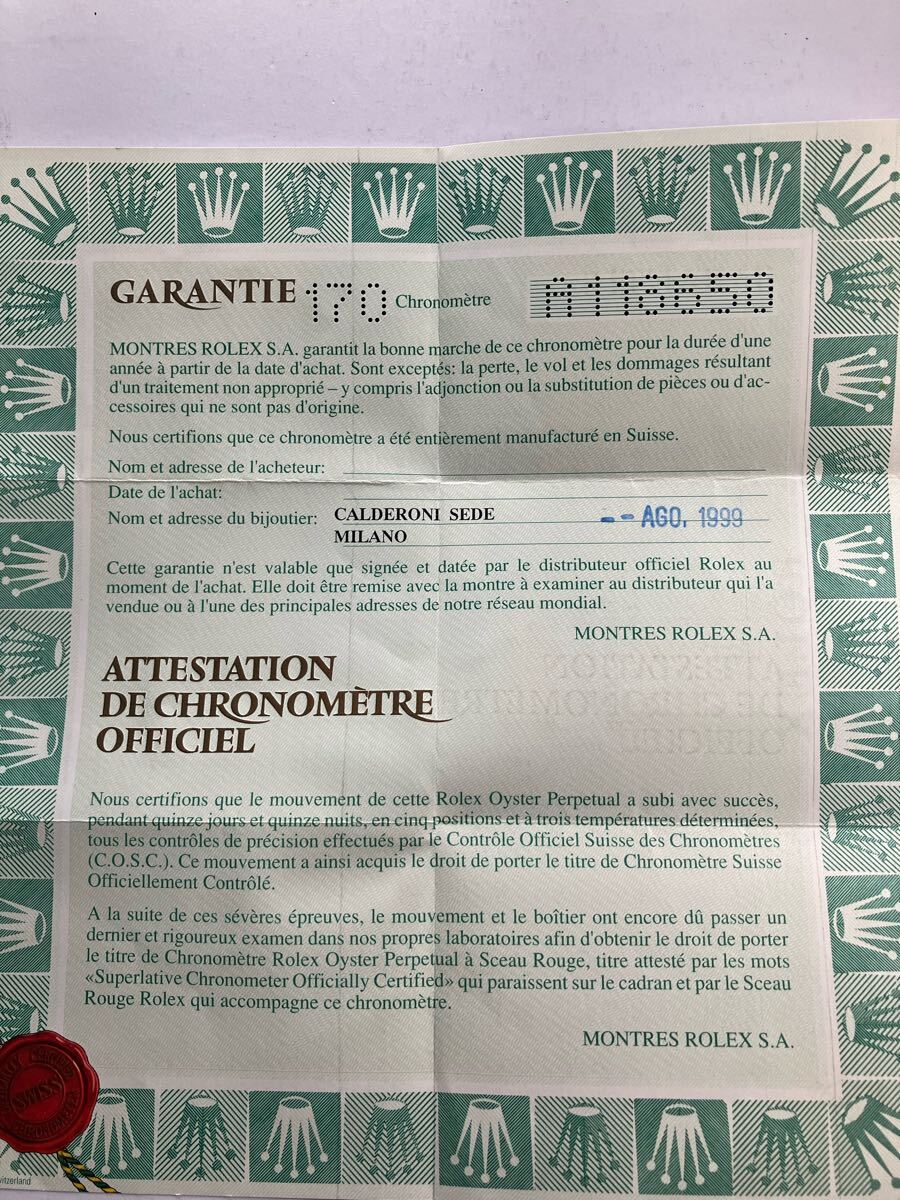 GARANTIE 170 Chronomètre A118650
MONTRES ROLEX S.A. garantit la bonne marche de ce chronomètre pour la durée d'une
année à partir de la date d'achat. Sont exceptés: la perte, le vol et les dommages résultant
d'un traitement non approprié – y compris l'adjonction ou la substitution de pièces ou d'ac-
cessoires qui ne sont pas d'origine.
Nous certifions que ce chronomètre a été entièrement manufacturé en Suisse.
Nom et adresse de l'acheteur:
Date de l'achat:
Nom et adresse du bijoutier: CALDERONI SEDE -- AGO, 1999
MILANO
Cette garantie n'est valable que signée et datée par le distributeur officiel Rolex au
moment de l'achat. Elle doit être remise avec la montre à examiner au distributeur qui l'a
vendue ou à l'une des principales adresses de notre réseau mondial.
MONTRES ROLEX S.A.
ATTESTATION
DE CHRONOMÈTRE
OFFICIEL
Nous certifions que le mouvement de cette Rolex Oyster Perpetual a subi avec succès,
pendant quinze jours et quinze nuits, en cinq positions et à trois températures déterminées,
tous les contrôles de précision effectués par le Contrôle Officiel Suisse des Chronomètres
(C.O.S.C.). Ce mouvement a ainsi acquis le droit de porter le titre de Chronomètre Suisse
Officiellement Contrôlé.
A la suite de ces sévères épreuves, le mouvement et le boîtier ont encore dû passer un
dernier et rigoureux examen dans nos propres laboratoires afin d'obtenir le droit de porter
le titre de Chronomètre Rolex Oyster Perpetual à Sceau Rouge, titre attesté par les mots
«Superlative Chronometer Officially Certified» qui paraissent sur le cadran et par le Sceau
Rouge Rolex qui accompagne ce chronomètre.
MONTRES ROLEX S.A.
SWISS
witzerland